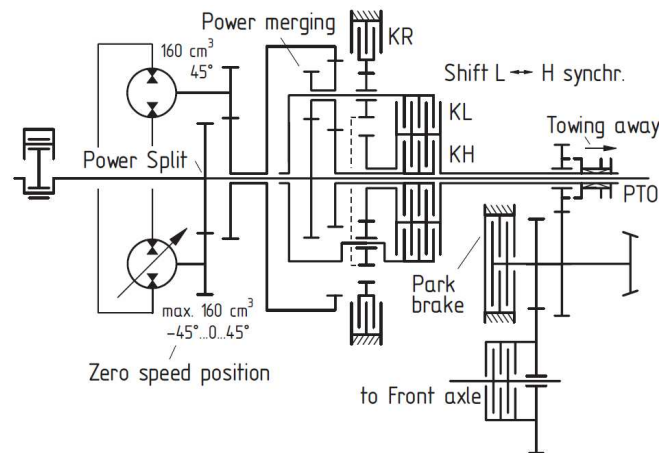 Power merging
KR
160 cm³
45°
Shift L ↔ H synchr.
KL
Towing away
KH
Power Split
PTO
Park
brake
max. 160 cm³
–45°...0...45°
Zero speed position
to Front axle